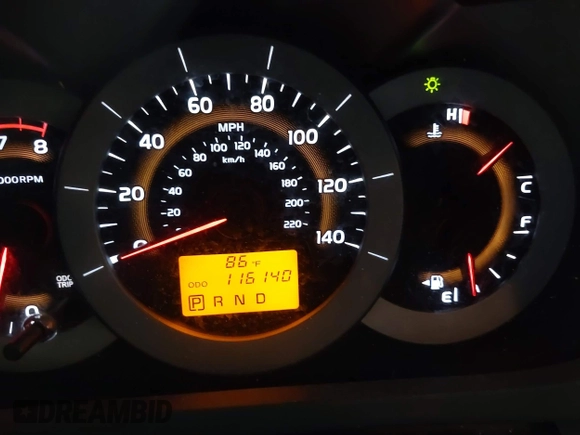 7 8
000RPM
ODO
TRIP
0 20 40 60 80 100 120 140
MPH
20 40 60 80 100 120 140 160 180 200 220
km/h
86°F
ODO 116140
P R N D
H
C
F
E
DREAMBID